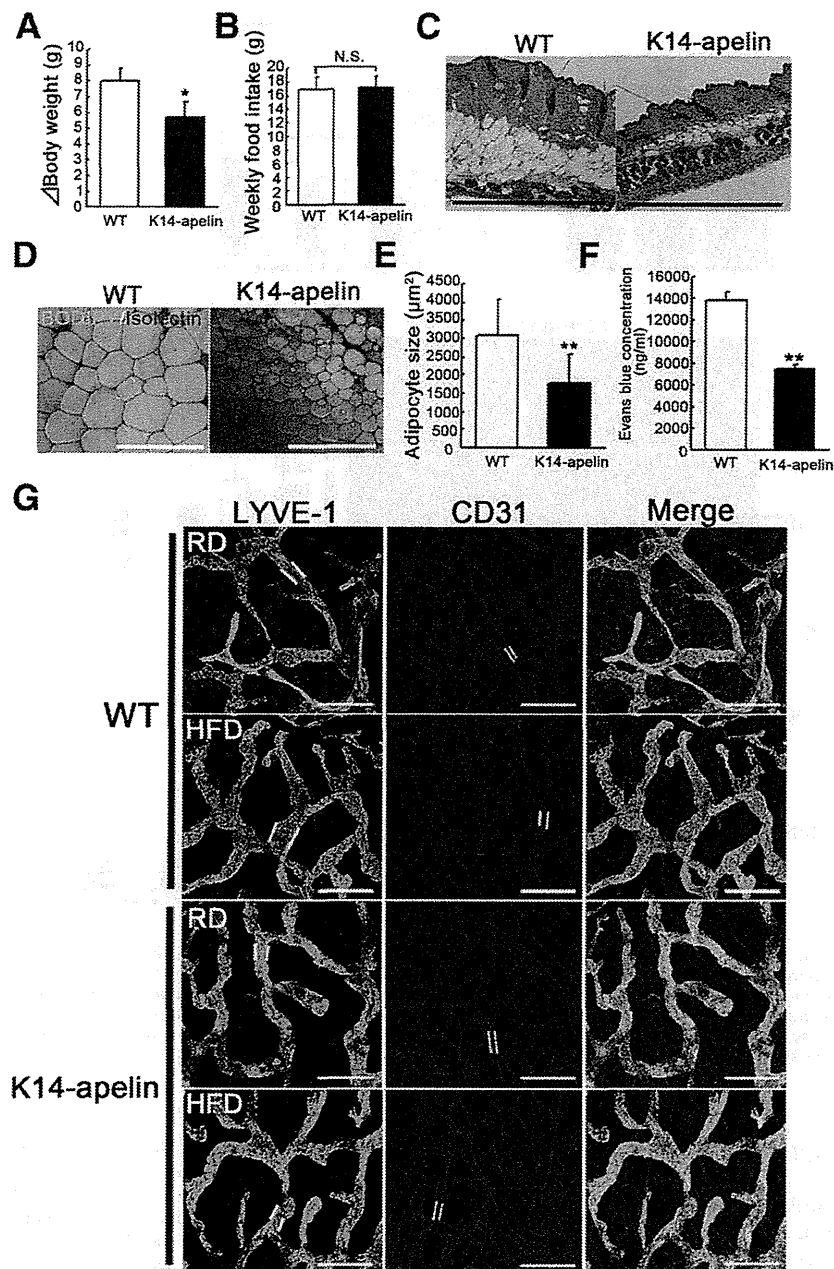 A
⊿Body weight (g)
10
9
8
7
6
5
4
3
2
1
0
*
WT
K14-apelin
B
Weekly food intake (g)
20
18
16
14
12
10
8
6
4
2
0
N.S.
WT
K14-apelin
C
WT
K14-apelin
D
WT
K14-apelin
Isolectin
E
Adipocyte size (μm²)
4500
4000
3500
3000
2500
2000
1500
1000
500
0
**
WT
K14-apelin
F
Evans blue concentration
(ng/ml)
16000
14000
12000
10000
8000
6000
4000
2000
0
**
WT
K14-apelin
G
LYVE-1
CD31
Merge
WT
RD
HFD
K14-apelin
RD
HFD